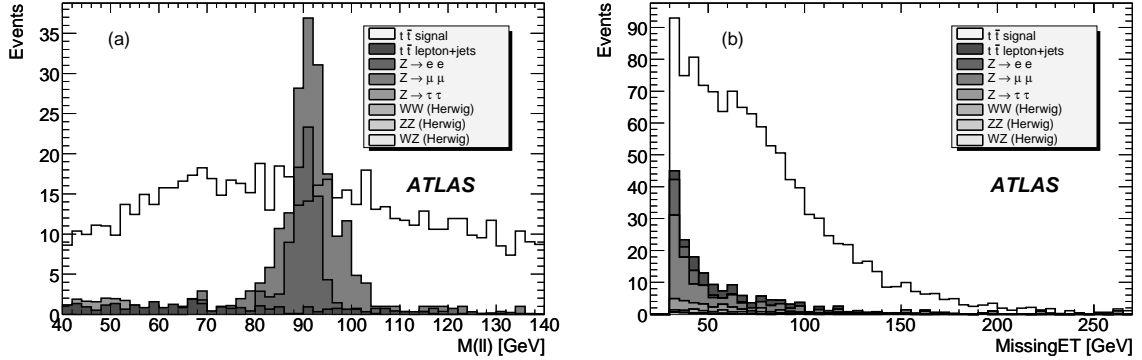 Events
35
30
25
20
15
10
5
0
(a)
t t̄ signal
t t̄ lepton+jets
Z → e e
Z → μ μ
Z → τ τ
WW (Herwig)
ZZ (Herwig)
WZ (Herwig)
ATLAS
40 50 60 70 80 90 100 110 120 130 140
M(ll) [GeV]
Events
90
80
70
60
50
40
30
20
10
0
(b)
t t̄ signal
t t̄ lepton+jets
Z → e e
Z → μ μ
Z → τ τ
WW (Herwig)
ZZ (Herwig)
WZ (Herwig)
ATLAS
50 100 150 200 250
MissingET [GeV]